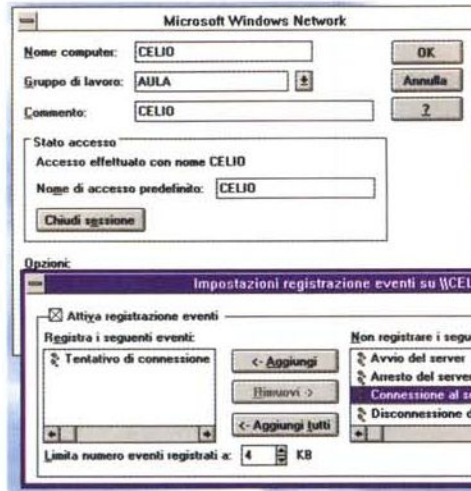 Microsoft Windows Network
Nome computer: CELIO OK
Gruppo di lavoro: AULA Annulla
Commento: CELIO ?
Stato accesso
Accesso effettuato con nome CELIO
Nome di accesso predefinito: CELIO
Chiudi sessione
Opzioni:
Impostazioni registrazione eventi su \\CEL
Attiva registrazione eventi
Registra i seguenti eventi: Non registrare i segu
Tentativo di connessione <- Aggiungi Avvio del server
Rimuovi -> Arresto del server
Connessione al s
<- Aggiungi tutti Disconnessione d
Limita numero eventi registrati a: 4 KB